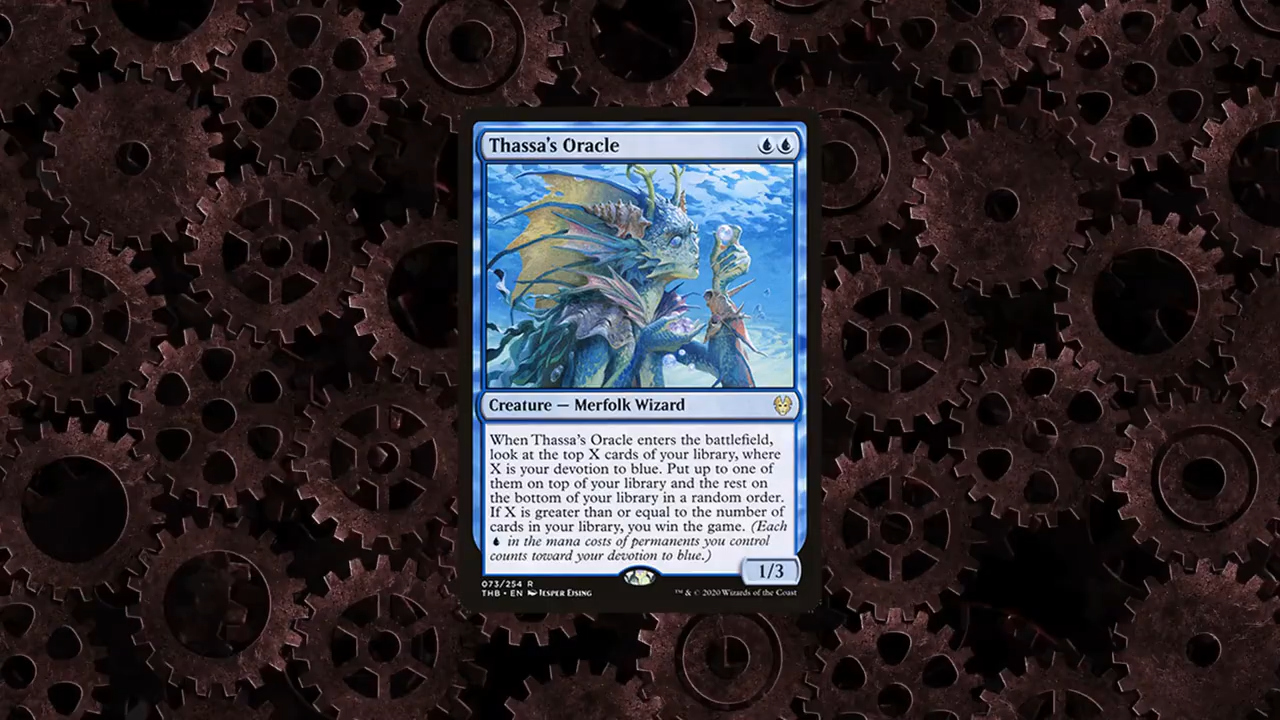 Thassa's Oracle
Creature — Merfolk Wizard
When Thassa's Oracle enters the battlefield,
look at the top X cards of your library, where
X is your devotion to blue. Put up to one of
them on top of your library and the rest on
the bottom of your library in a random order.
If X is greater than or equal to the number of
cards in your library, you win the game. (Each
in the mana costs of permanents you control
counts toward your devotion to blue.)
1/3
073/254 R
THB • EN Jesper Ejsing
™ & © 2020 Wizards of the Coast